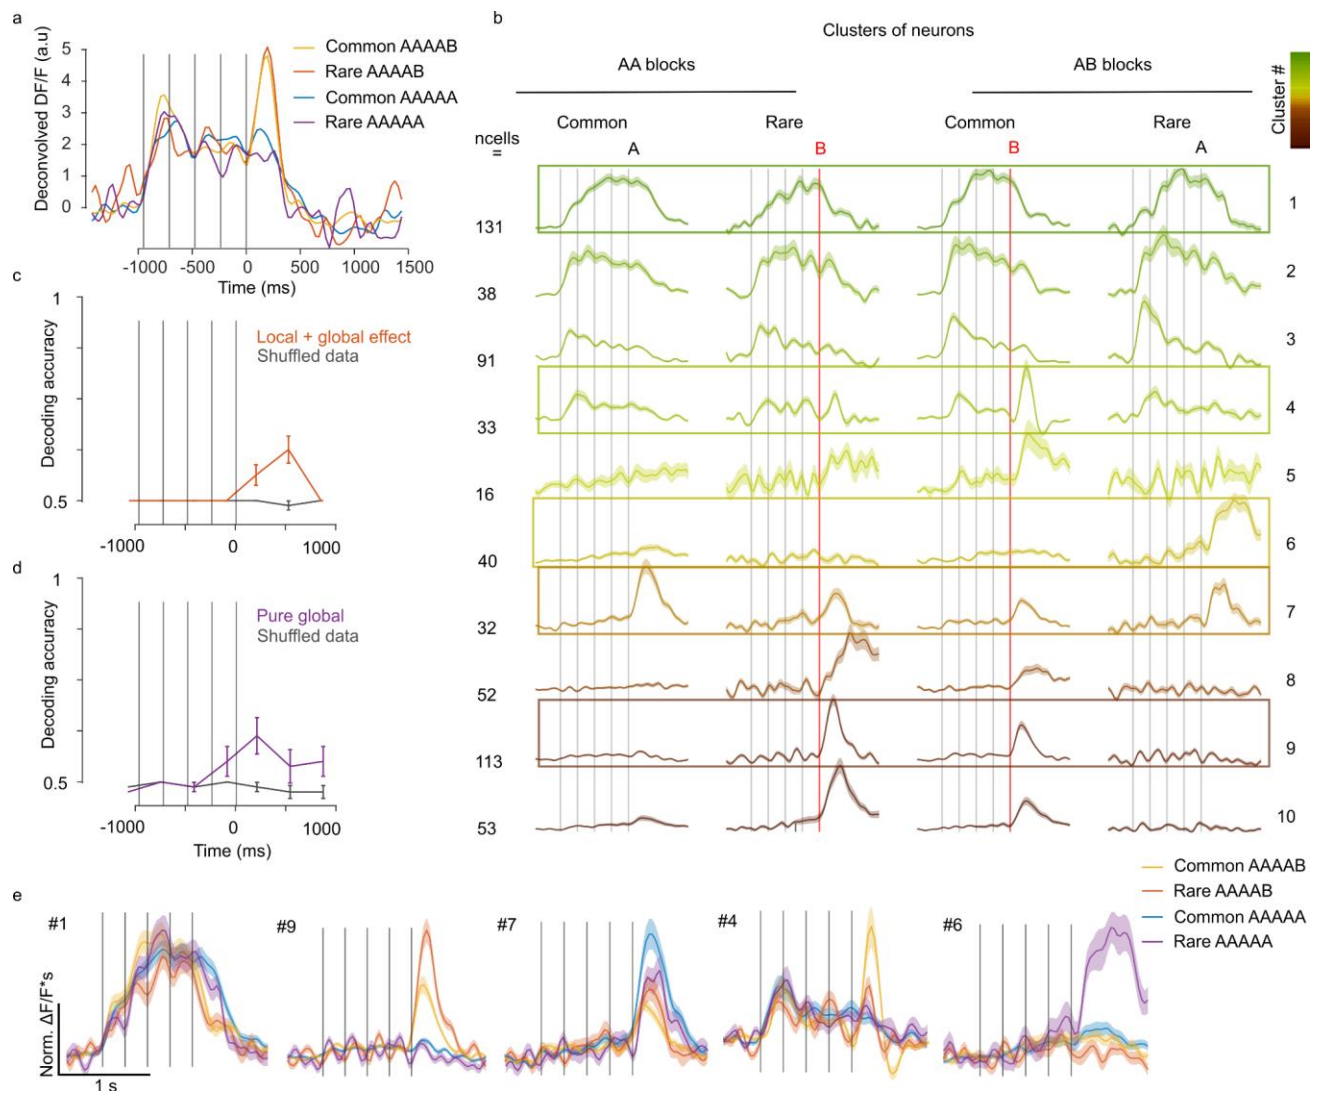 a
Deconvolved DF/F (a.u)
5
4
3
2
1
0
-1000 -500 0 500 1000 1500
Time (ms)
Common AAAAB
Rare AAAAB
Common AAAAA
Rare AAAAA
b
Clusters of neurons
AA blocks
AB blocks
Common
Rare
Common
Rare
ncells
=
A
B
B
A
Cluster #
131
1
38
2
91
3
33
4
16
5
40
6
32
7
52
8
113
9
53
10
c
Decoding accuracy
1
0.5
Local + global effect
Shuffled data
-1000 0 1000
d
Decoding accuracy
1
0.5
Pure global
Shuffled data
-1000 0 1000
Time (ms)
e
Common AAAAB
Rare AAAAB
Common AAAAA
Rare AAAAA
#1
#9
#7
#4
#6
Norm. ΔF/F*s
1 s